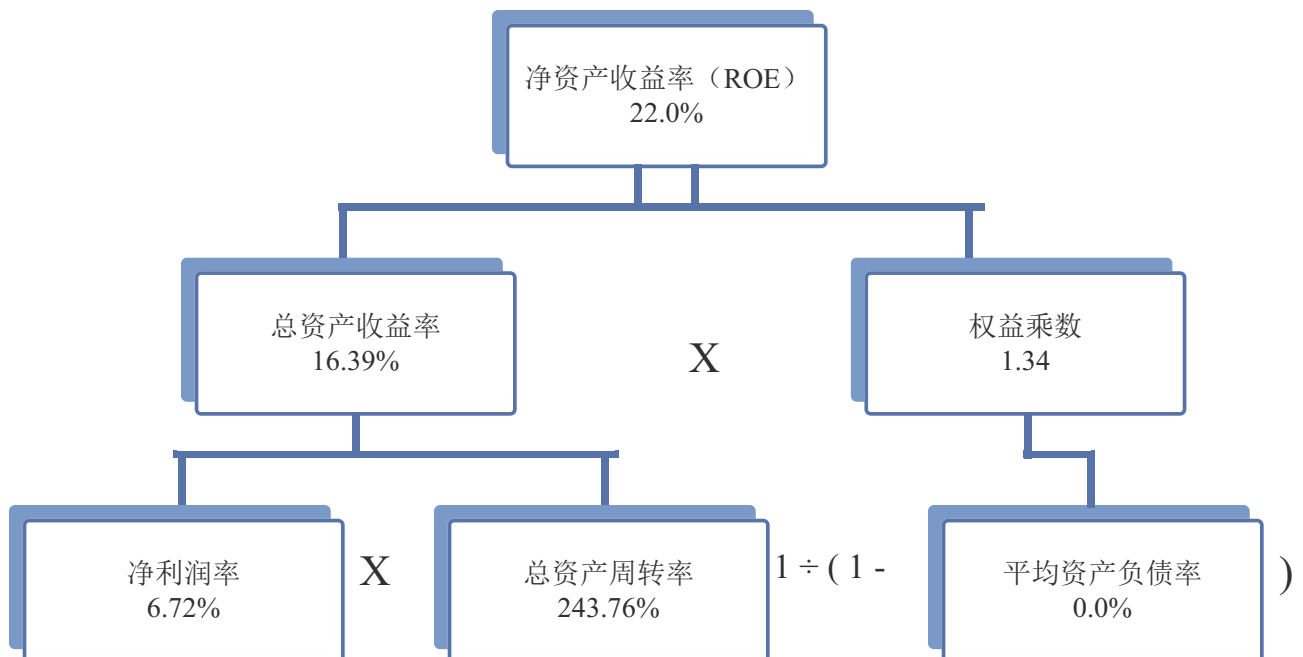 净资产收益率（ROE）
22.0%
总资产收益率
16.39%
X
权益乘数
1.34
净利润率
6.72%
X
总资产周转率
243.76%
1 ÷ ( 1 -
平均资产负债率
0.0%
)